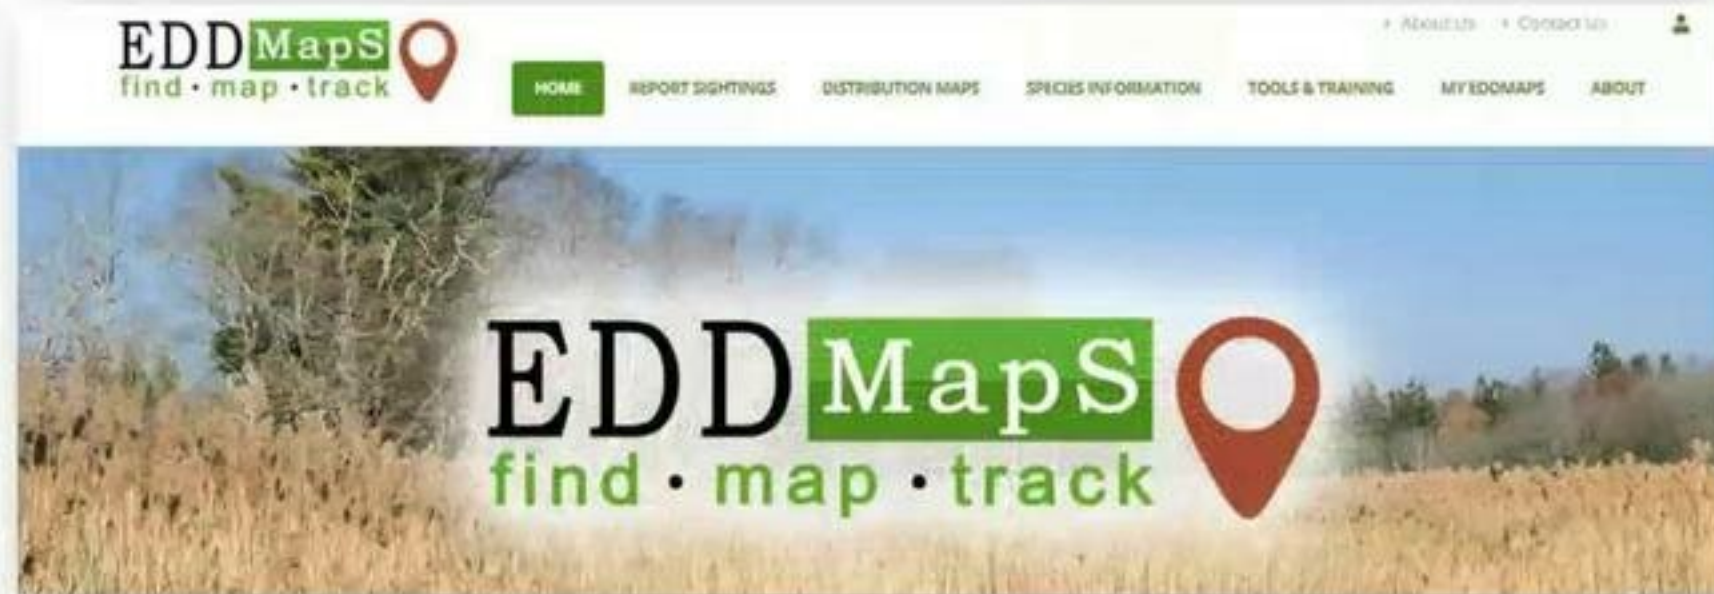 About Us
Contact Us
EDDMapS
find · map · track
HOME
REPORT SIGHTINGS
DISTRIBUTION MAPS
SPECIES INFORMATION
TOOLS & TRAINING
MY EDDMAPS
ABOUT
EDDMapS
find · map · track